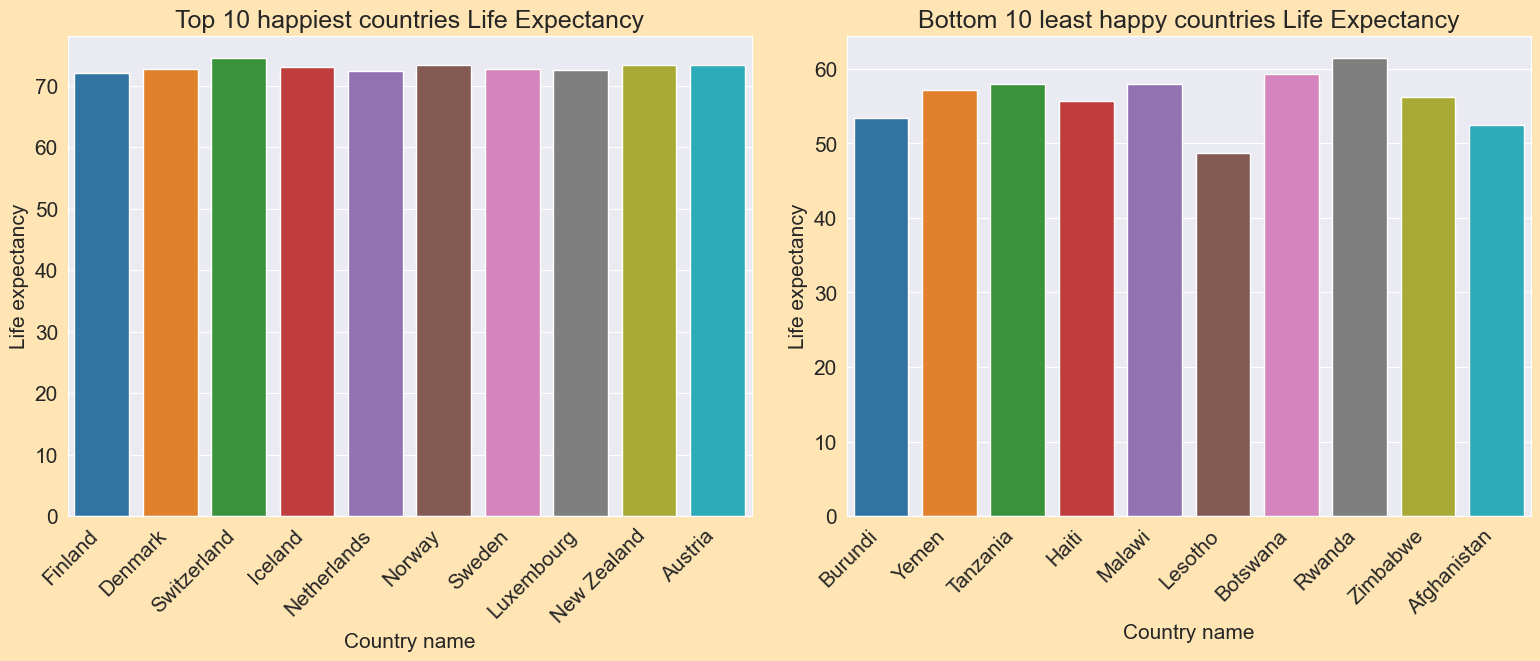 Top 10 happiest countries Life Expectancy
Life expectancy
70
60
50
40
30
20
10
0
Finland
Denmark
Switzerland
Iceland
Netherlands
Norway
Sweden
Luxembourg
New Zealand
Austria
Country name
Bottom 10 least happy countries Life Expectancy
Life expectancy
60
50
40
30
20
10
0
Burundi
Yemen
Tanzania
Haiti
Malawi
Lesotho
Botswana
Rwanda
Zimbabwe
Afghanistan
Country name